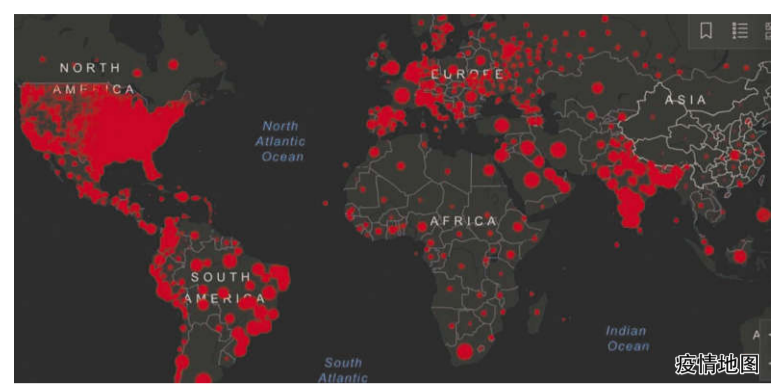 NORTH
AMERICA
EUROPE
ASIA
North
Atlantic
Ocean
AFRICA
SOUTH
AMERICA
Indian
Ocean
South
Atlantic
A
疫情地图